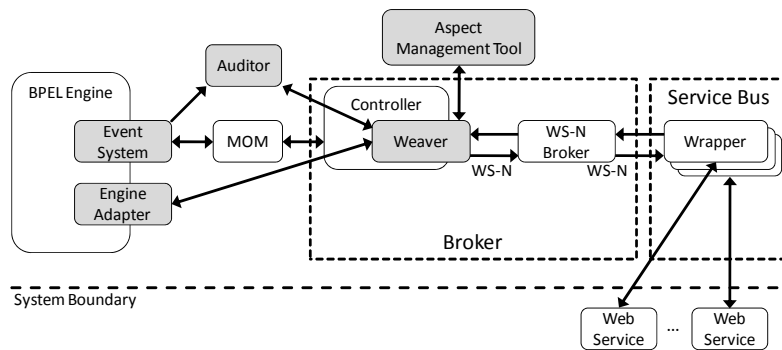 Aspect
Management Tool
Auditor
BPEL Engine
Controller
Service Bus
Event
System
MOM
Weaver
WS-N
Broker
Wrapper
WS-N
WS-N
Engine
Adapter
Broker
System Boundary
Web
Service
...
Web
Service